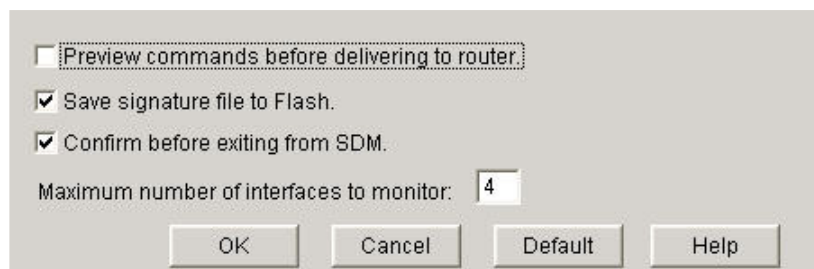 Preview commands before delivering to router.
Save signature file to Flash.
Confirm before exiting from SDM.
Maximum number of interfaces to monitor: 4
OK Cancel Default Help